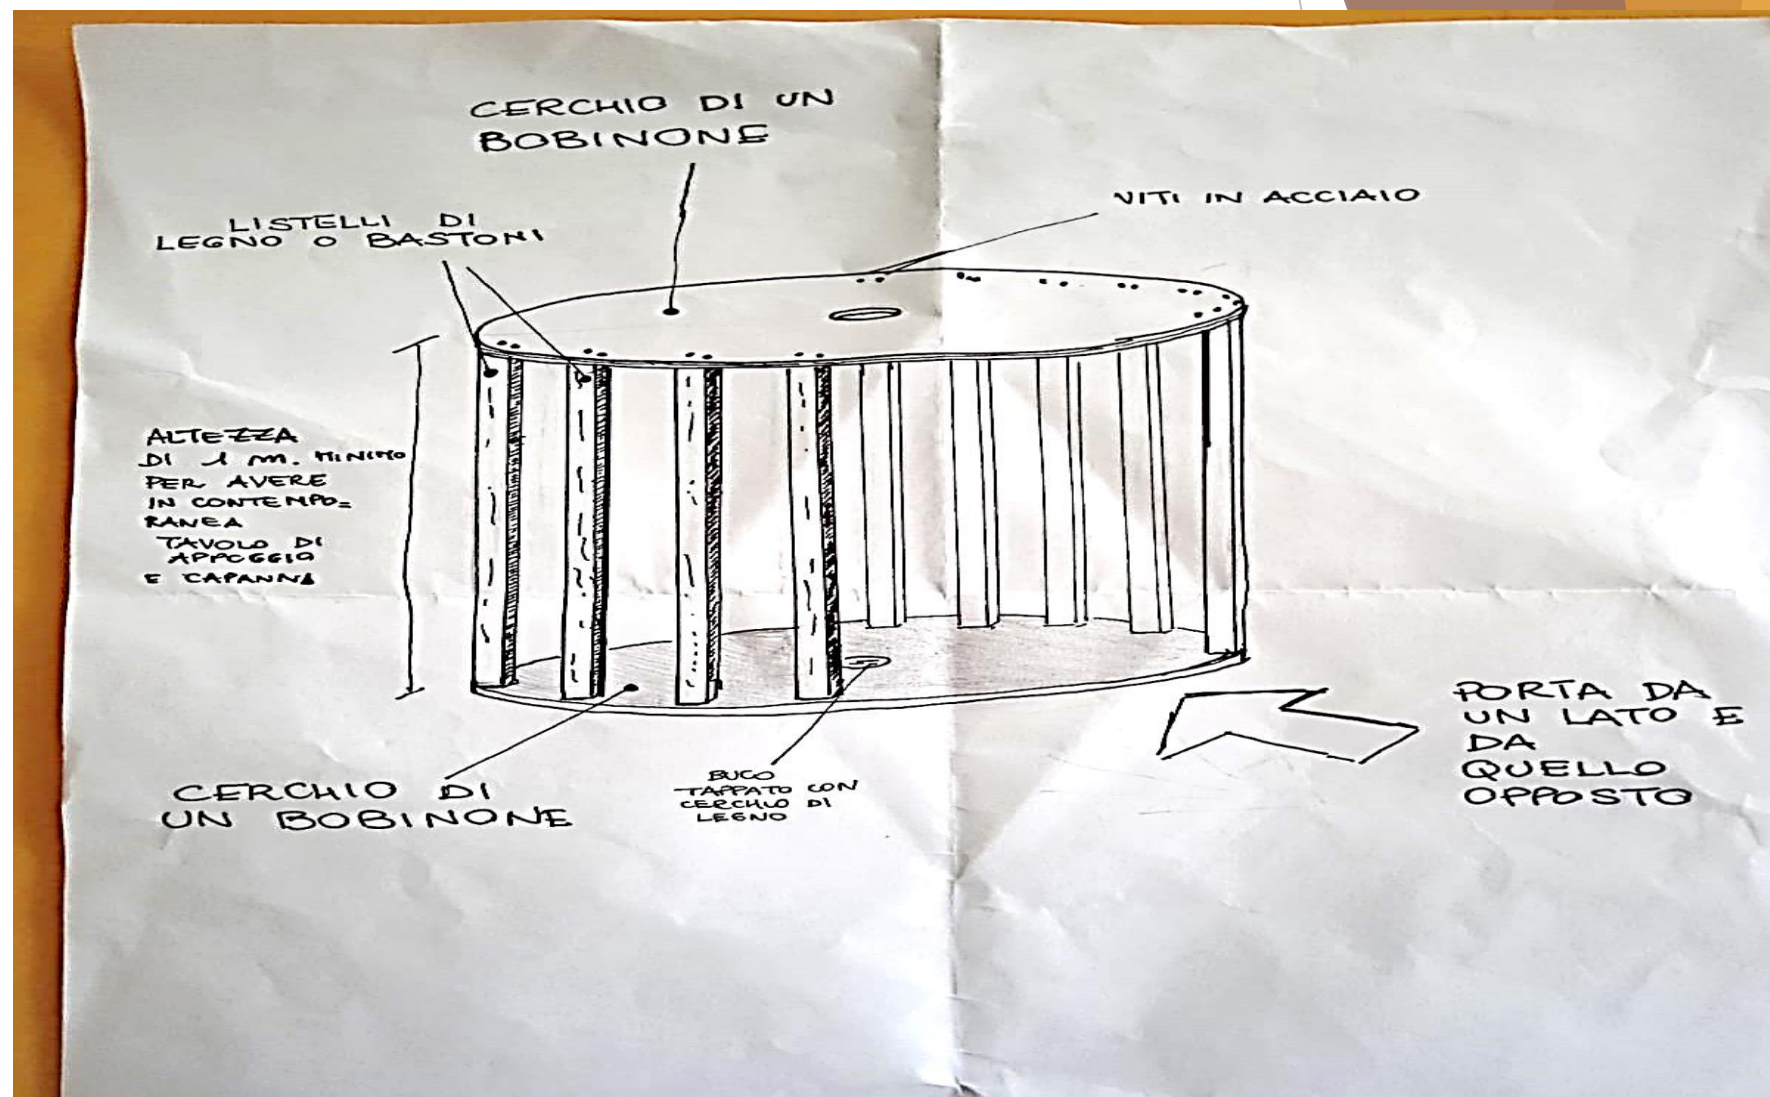 CERCHIO DI UN
BOBINONE
VITI IN ACCIAIO
LISTELLI DI
LEGNO O BASTONI
ALTEZZA
DI 1 m. MINIMO
PER AVERE
IN CONTEMPO=
RANEA
TAVOLO DI
APPOGGIO
E CAPANNA
PORTA DA
UN LATO E
DA
QUELLO
OPPOSTO
BUCO
TAPPATO CON
CERCHIO DI
LEGNO
CERCHIO DI
UN BOBINONE